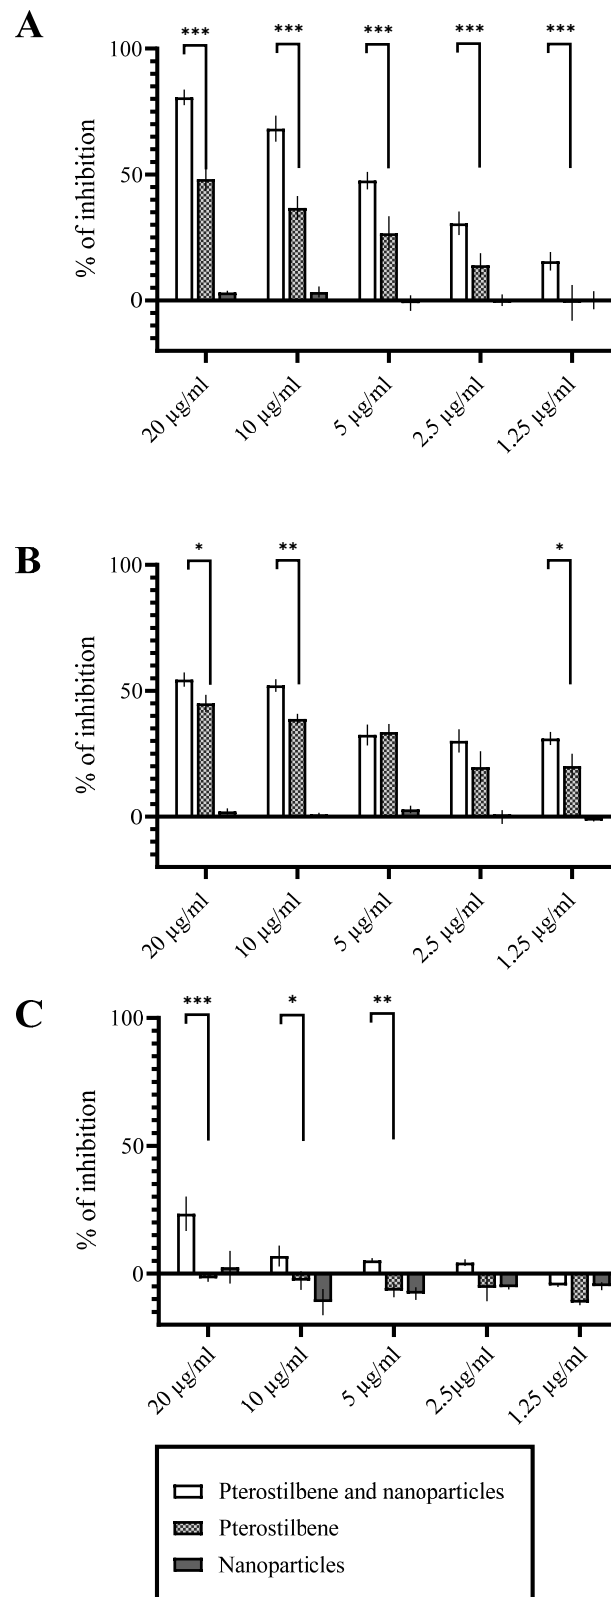 A
*** *** *** *** ***
100
50
0
% of inhibition
20 µg/ml 10 µg/ml 5 µg/ml 2.5 µg/ml 1.25 µg/ml
B
* ** *
100
50
0
% of inhibition
20 µg/ml 10 µg/ml 5 µg/ml 2.5 µg/ml 1.25 µg/ml
C
*** * **
100
50
0
% of inhibition
20 µg/ml 10 µg/ml 5 µg/ml 2.5µg/ml 1.25 µg/ml
Pterostilbene and nanoparticles
Pterostilbene
Nanoparticles